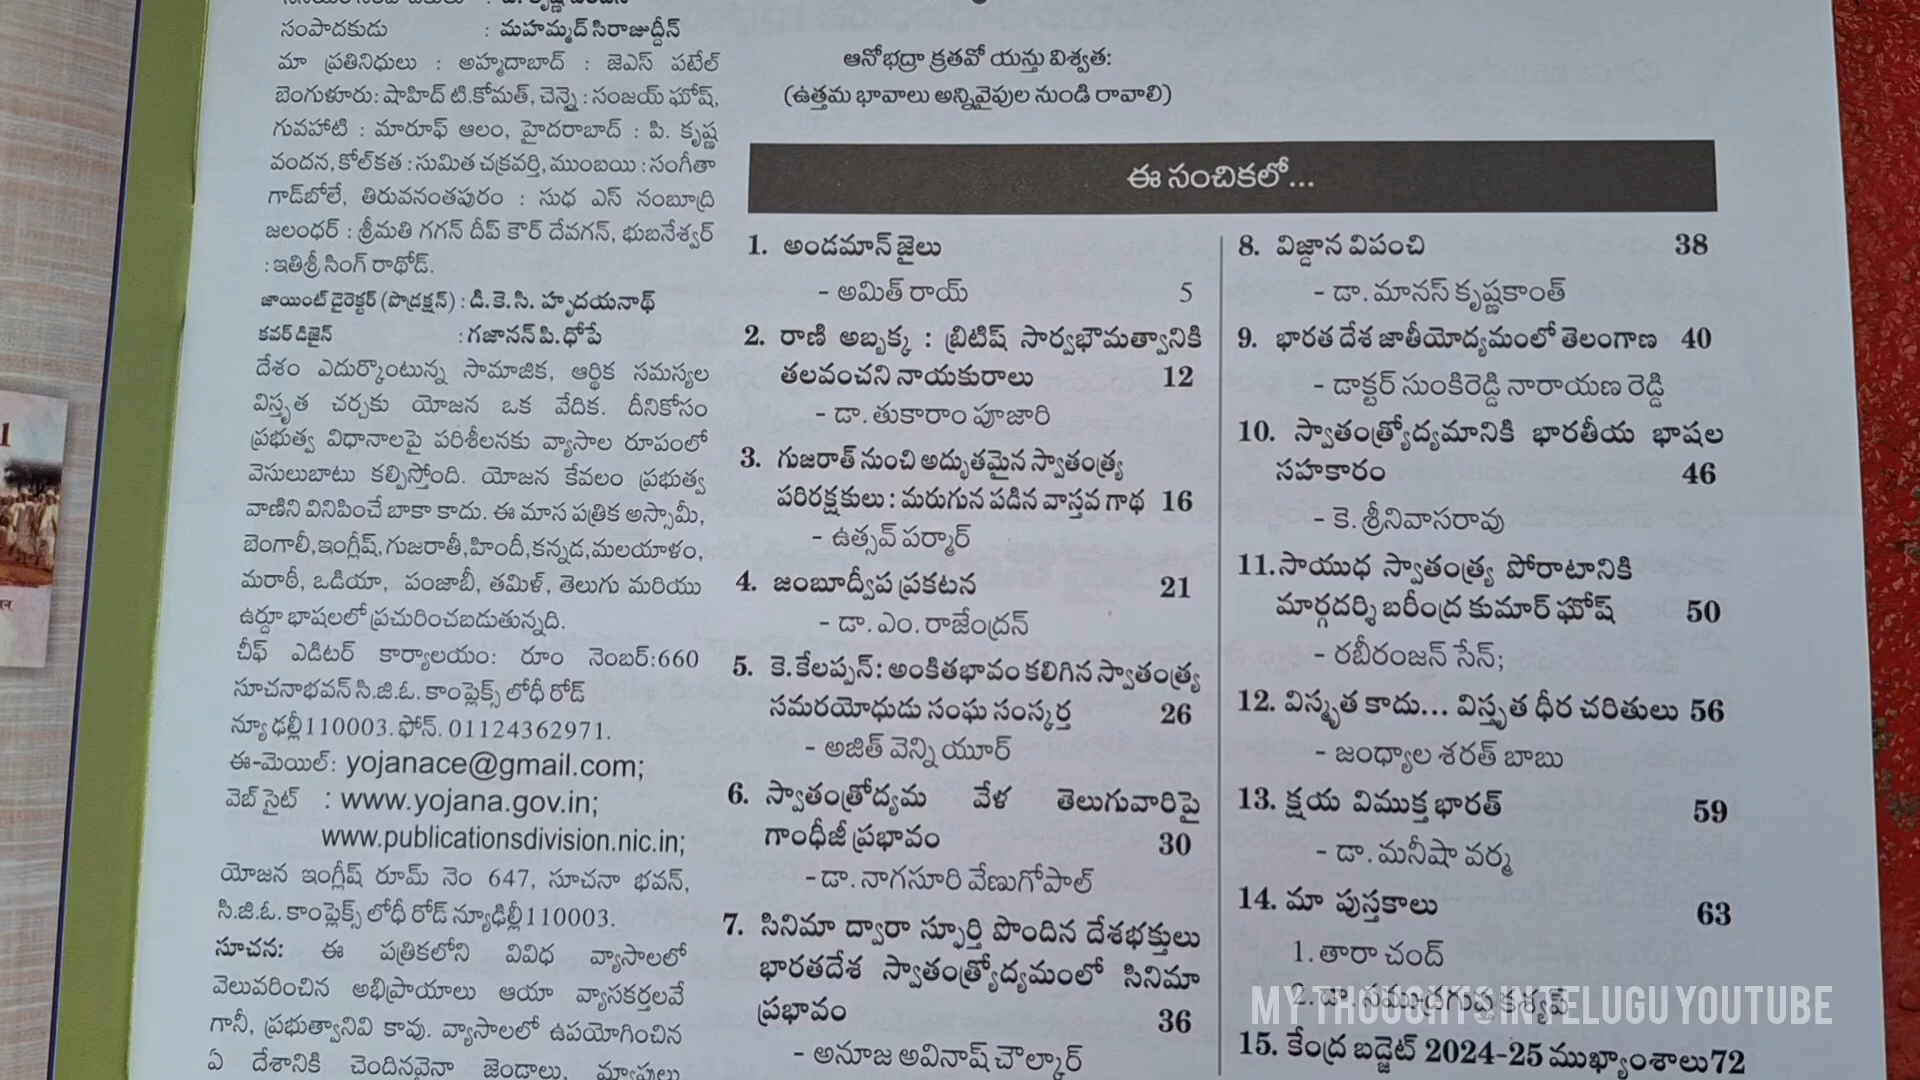 సంపాదకుడు : మహమ్మద్ సిరాజుద్దీన్
మా ప్రతినిధులు : అహ్మదాబాద్ : జెఎస్ పటేల్
బెంగుళూరు: షాహిద్ టి.కోమత్, చెన్నై : సంజయ్ ఘోష్,
గువహాటి : మారూఫ్ ఆలం, హైదరాబాద్ : పి. కృష్ణ
వందన, కోల్‌కత : సుమిత చక్రవర్తి, ముంబయి : సంగీతా
గాడ్‌బోలే, తిరువనంతపురం : సుధ ఎస్ నంబూద్రి
జలంధర్ : శ్రీమతి గగన్ దీప్ కౌర్ దేవగన్, భుబనేశ్వర్
: ఇతిశ్రీ సింగ్ రాథోడ్.
జాయింట్ డైరెక్టర్ (ప్రొడక్షన్) : డి.కె.సి. హృదయనాథ్
కవర్ డిజైన్ : గజానన్ పి.ధోపే
దేశం ఎదుర్కొంటున్న సామాజిక, ఆర్థిక సమస్యల
విస్తృత చర్చకు యోజన ఒక వేదిక. దీనికోసం
ప్రభుత్వ విధానాలపై పరిశీలనకు వ్యాసాల రూపంలో
వెసులుబాటు కల్పిస్తోంది. యోజన కేవలం ప్రభుత్వ
వాణిని వినిపించే బాకా కాదు. ఈ మాస పత్రిక అస్సామీ,
బెంగాలీ,ఇంగ్లీష్,గుజరాతీ,హిందీ,కన్నడ,మలయాళం,
మరాఠీ, ఒడియా, పంజాబీ, తమిళ్, తెలుగు మరియు
ఉర్దూ భాషలలో ప్రచురించబడుతున్నది.
చీఫ్ ఎడిటర్ కార్యాలయం: రూం నెంబర్:660
సూచనాభవన్ సి.జి.ఓ. కాంప్లెక్స్ లోధీ రోడ్
న్యూఢల్లీ110003. ఫోన్. 01124362971.
ఈ-మెయిల్: yojanace@gmail.com;
వెబ్ సైట్ : www.yojana.gov.in;
www.publicationsdivision.nic.in;
యోజన ఇంగ్లీష్ రూమ్ నెం 647, సూచనా భవన్,
సి.జి.ఓ. కాంప్లెక్స్ లోధీ రోడ్ న్యూఢిల్లీ110003.
సూచన: ఈ పత్రికలోని వివిధ వ్యాసాలలో
వెలువరించిన అభిప్రాయాలు ఆయా వ్యాసకర్తలవే
గానీ, ప్రభుత్వానివి కావు. వ్యాసాలలో ఉపయోగించిన
ఏ దేశానికి చెందినవైనా జెండాలు, మ్యాపులు
ఆనోభద్రా క్రతవో యన్తు విశ్వత:
(ఉత్తమ భావాలు అన్నివైపుల నుండి రావాలి)
ఈ సంచికలో...
1. అండమాన్ జైలు
- అమిత్ రాయ్ 5
2. రాణి అబ్బక్క : బ్రిటిష్ సార్వభౌమత్వానికి
తలవంచని నాయకురాలు 12
- డా. తుకారాం పూజారి
3. గుజరాత్ నుంచి అద్భుతమైన స్వాతంత్ర్య
పరిరక్షకులు : మరుగున పడిన వాస్తవ గాథ 16
- ఉత్సవ్ పర్మార్
4. జంబూద్వీప ప్రకటన 21
- డా. ఎం. రాజేంద్రన్
5. కె.కేలప్పన్: అంకితభావం కలిగిన స్వాతంత్ర్య
సమరయోధుడు సంఘ సంస్కర్త 26
- అజిత్ వెన్నియూర్
6. స్వాతంత్రోద్యమ వేళ తెలుగువారిపై
గాంధీజీ ప్రభావం 30
- డా. నాగసూరి వేణుగోపాల్
7. సినిమా ద్వారా స్ఫూర్తి పొందిన దేశభక్తులు
భారతదేశ స్వాతంత్ర్యోద్యమంలో సినిమా
ప్రభావం 36
- అనూజ అవినాష్ చౌల్కార్
8. విజ్ఞాన విపంచి 38
- డా. మానస్ కృష్ణకాంత్
9. భారత దేశ జాతీయోద్యమంలో తెలంగాణ 40
- డాక్టర్ సుంకిరెడ్డి నారాయణ రెడ్డి
10. స్వాతంత్ర్యోద్యమానికి భారతీయ భాషల
సహకారం 46
- కె. శ్రీనివాసరావు
11.సాయుధ స్వాతంత్ర్య పోరాటానికి
మార్గదర్శి బరీంద్ర కుమార్ ఘోష్ 50
- రబీరంజన్ సేన్;
12. విస్మృత కాదు... విస్తృత ధీర చరితులు 56
- జంధ్యాల శరత్ బాబు
13. క్షయ విముక్త భారత్ 59
- డా. మనీషా వర్మ
14. మా పుస్తకాలు 63
1. తారా చంద్
2. డా. సముద్రగుప్త కశ్యప్
15. కేంద్ర బడ్జెట్ 2024-25 ముఖ్యాంశాలు72
MY THOUGHTS IN TELUGU YOUTUBE